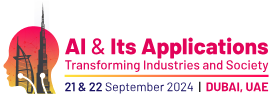 AI & Its Applications
Transforming Industries and Society
21 & 22 September 2024 | DUBAI, UAE